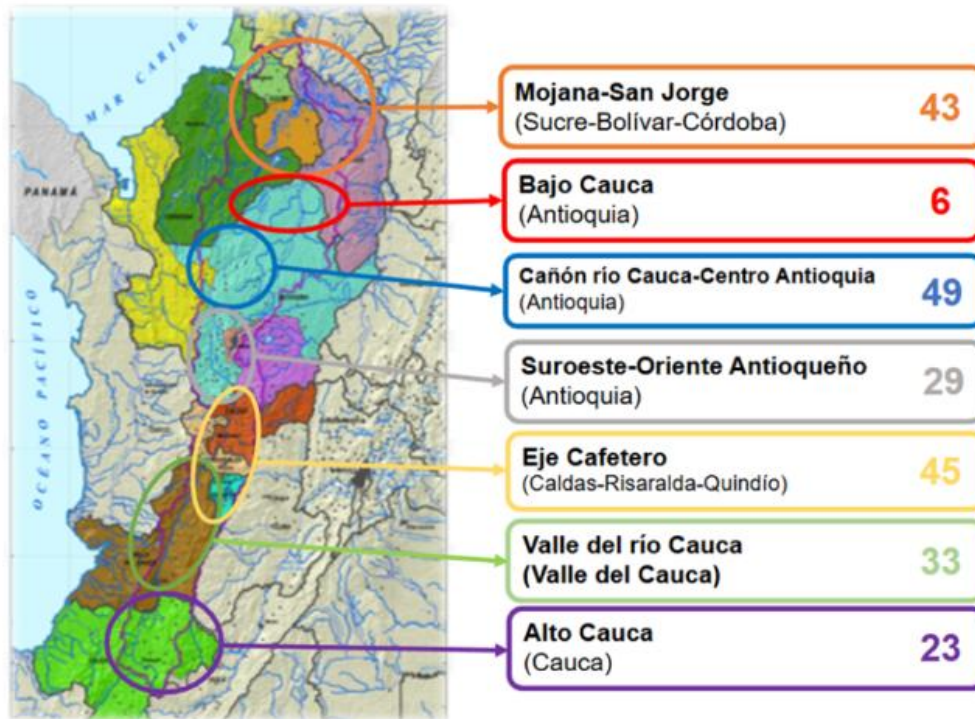 MAR CARIBE
PANAMÁ
OCÉANO PACÍFICO
Mojana-San Jorge
(Sucre-Bolívar-Córdoba)
43
Bajo Cauca
(Antioquia)
6
Cañón río Cauca-Centro Antioquia
(Antioquia)
49
Suroeste-Oriente Antioqueño
(Antioquia)
29
Eje Cafetero
(Caldas-Risaralda-Quindío)
45
Valle del río Cauca
(Valle del Cauca)
33
Alto Cauca
(Cauca)
23